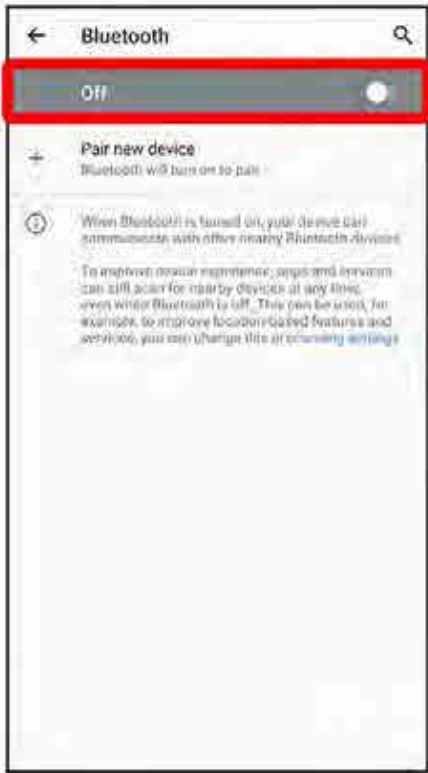 Bluetooth
Off
Pair new device
Bluetooth will turn on to pair
When Bluetooth is turned on, your device can
communicate with other nearby Bluetooth devices
To improve device experience, apps and services
can still scan for nearby devices at any time,
even when Bluetooth is off. This can be used, for
example, to improve location-based features and
services, you can change this in scanning settings